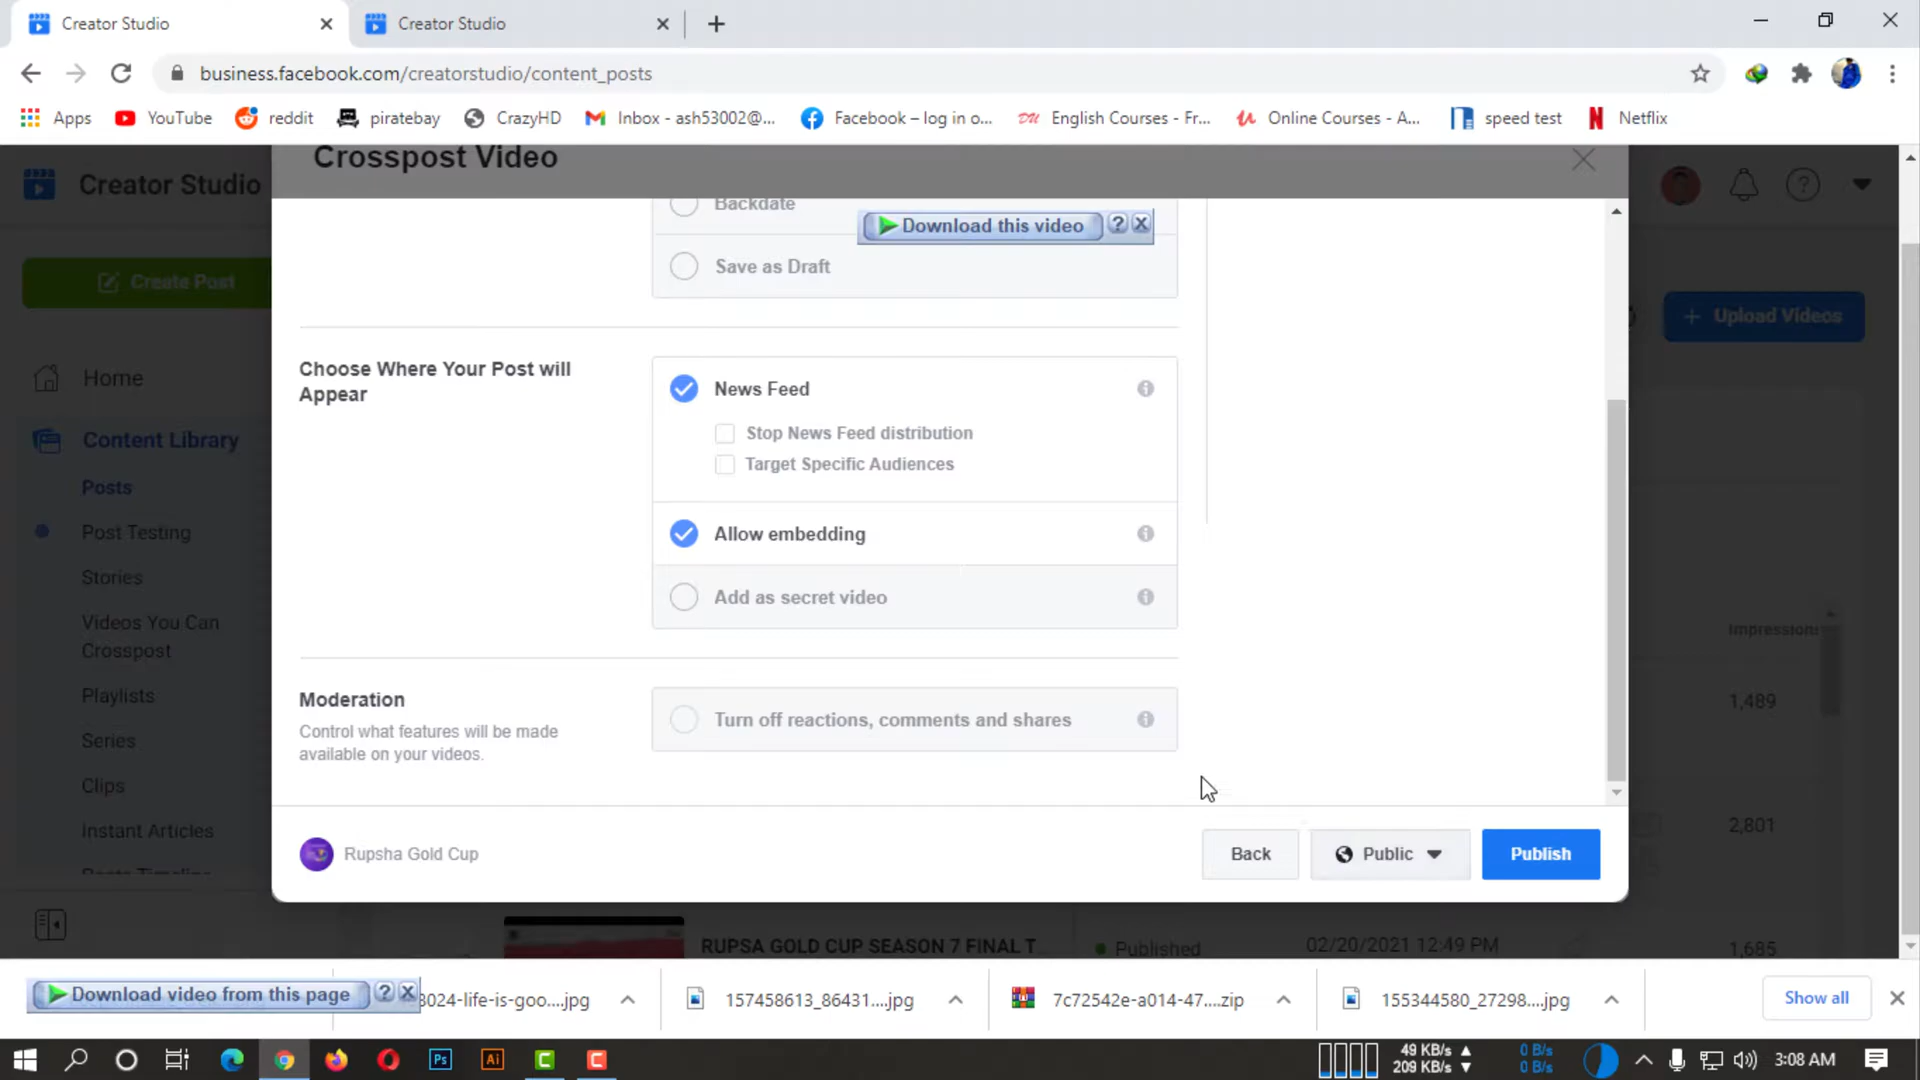 Creator Studio
Creator Studio
business.facebook.com/creatorstudio/content_posts
Apps
YouTube
reddit
piratebay
CrazyHD
Inbox - ash53002@...
Facebook – log in o...
DU English Courses - Fr...
Online Courses - A...
speed test
Netflix
Creator Studio
Crosspost Video
Create Post
Backdate
Download this video
Save as Draft
Upload Videos
Home
Choose Where Your Post will
Appear
News Feed
Stop News Feed distribution
Target Specific Audiences
Content Library
Posts
Post Testing
Stories
Videos You Can
Crosspost
Playlists
Series
Clips
Instant Articles
Allow embedding
Add as secret video
Impressions
1,489
Moderation
Control what features will be made
available on your videos.
Turn off reactions, comments and shares
2,801
Rupsha Gold Cup
Back
Public
Publish
RUPSA GOLD CUP SEASON 7 FINAL T...
Published
02/20/2021 12:49 PM
1,685
Download video from this page
3024-life-is-goo....jpg
157458613_86431....jpg
7c72542e-a014-47....zip
155344580_27298....jpg
Show all
Ps
Ai
49 KB/s
209 KB/s
0 B/s
0 B/s
3:08 AM